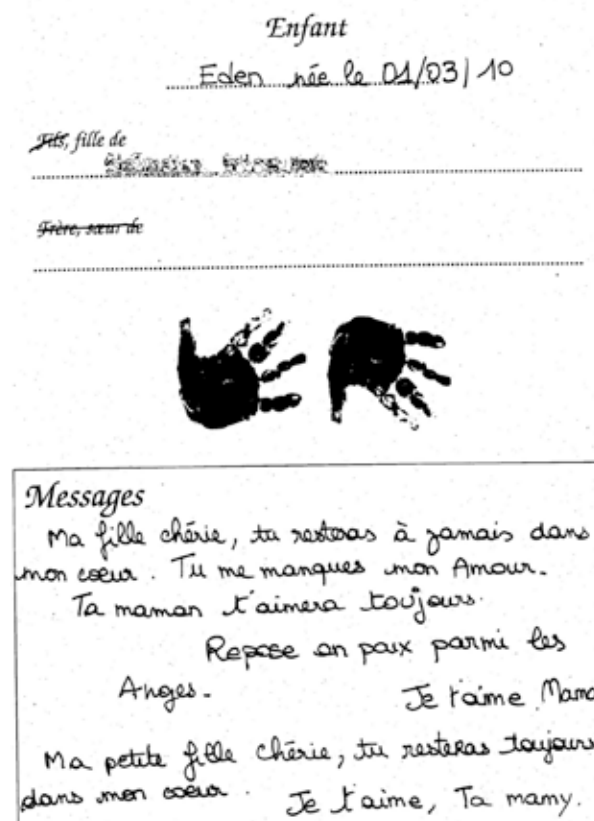 Enfant
Eden née le 01/03/10
Fils, fille de
Frère, sœur de
Messages
Ma fille chérie, tu resteras à jamais dans
mon coeur. Tu me manques mon Amour.
Ta maman t'aimera toujours.
Repose en paix parmi les
Anges. Je t'aime Mama
Ma petite fille chérie, tu resteras toujours
dans mon coeur. Je t'aime, Ta mamy.